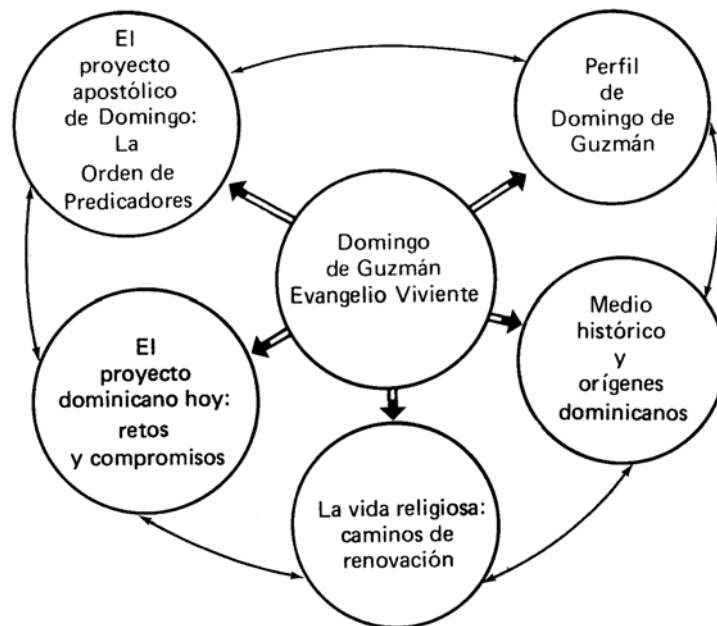 El
proyecto
apostólico
de Domingo:
La
Orden de
Predicadores
Perfil
de
Domingo de
Guzmán
Domingo
de Guzmán
Evangelio Viviente
Medio
histórico
y
orígenes
dominicanos
El
proyecto
dominicano hoy:
retos
y compromisos
La vida religiosa:
caminos de
renovación